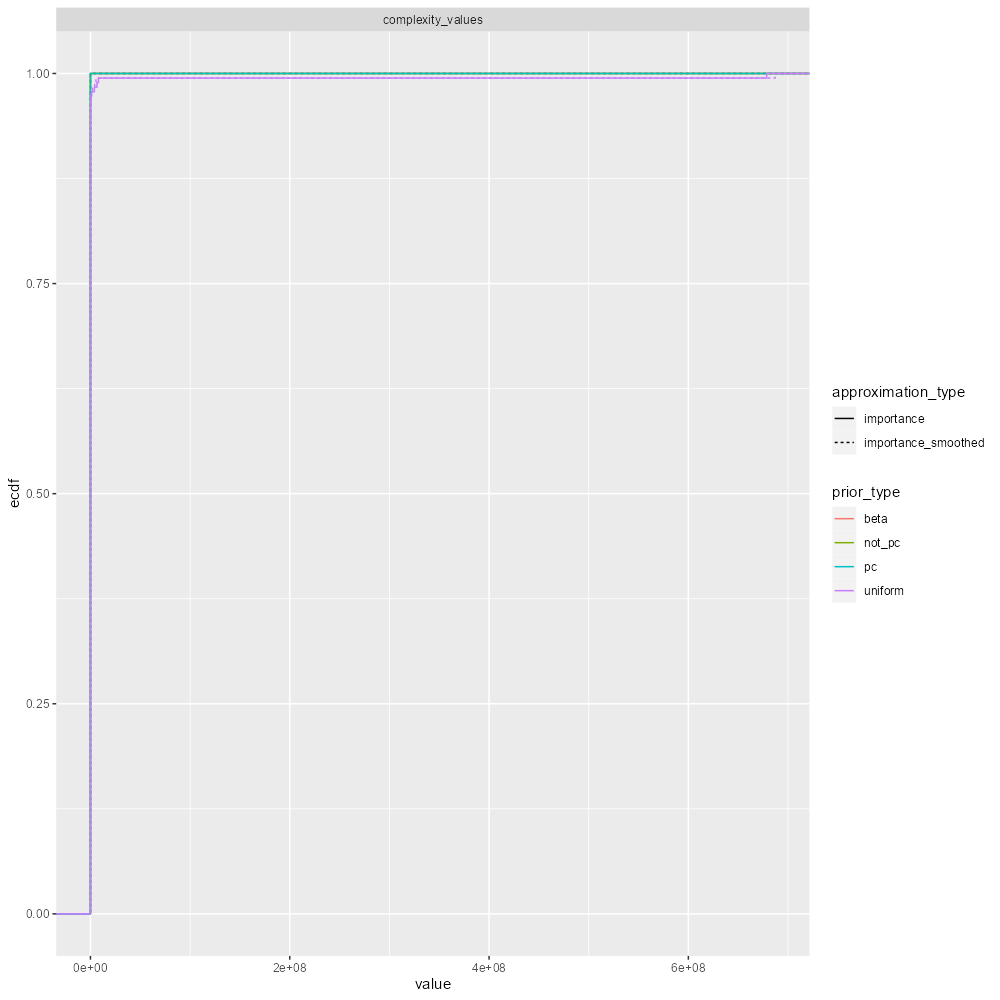 complexity_values
1.00
0.75
0.50
0.25
0.00
ecdf
0e+00
2e+08
4e+08
6e+08
value
approximation_type
importance
importance_smoothed
prior_type
beta
not_pc
pc
uniform